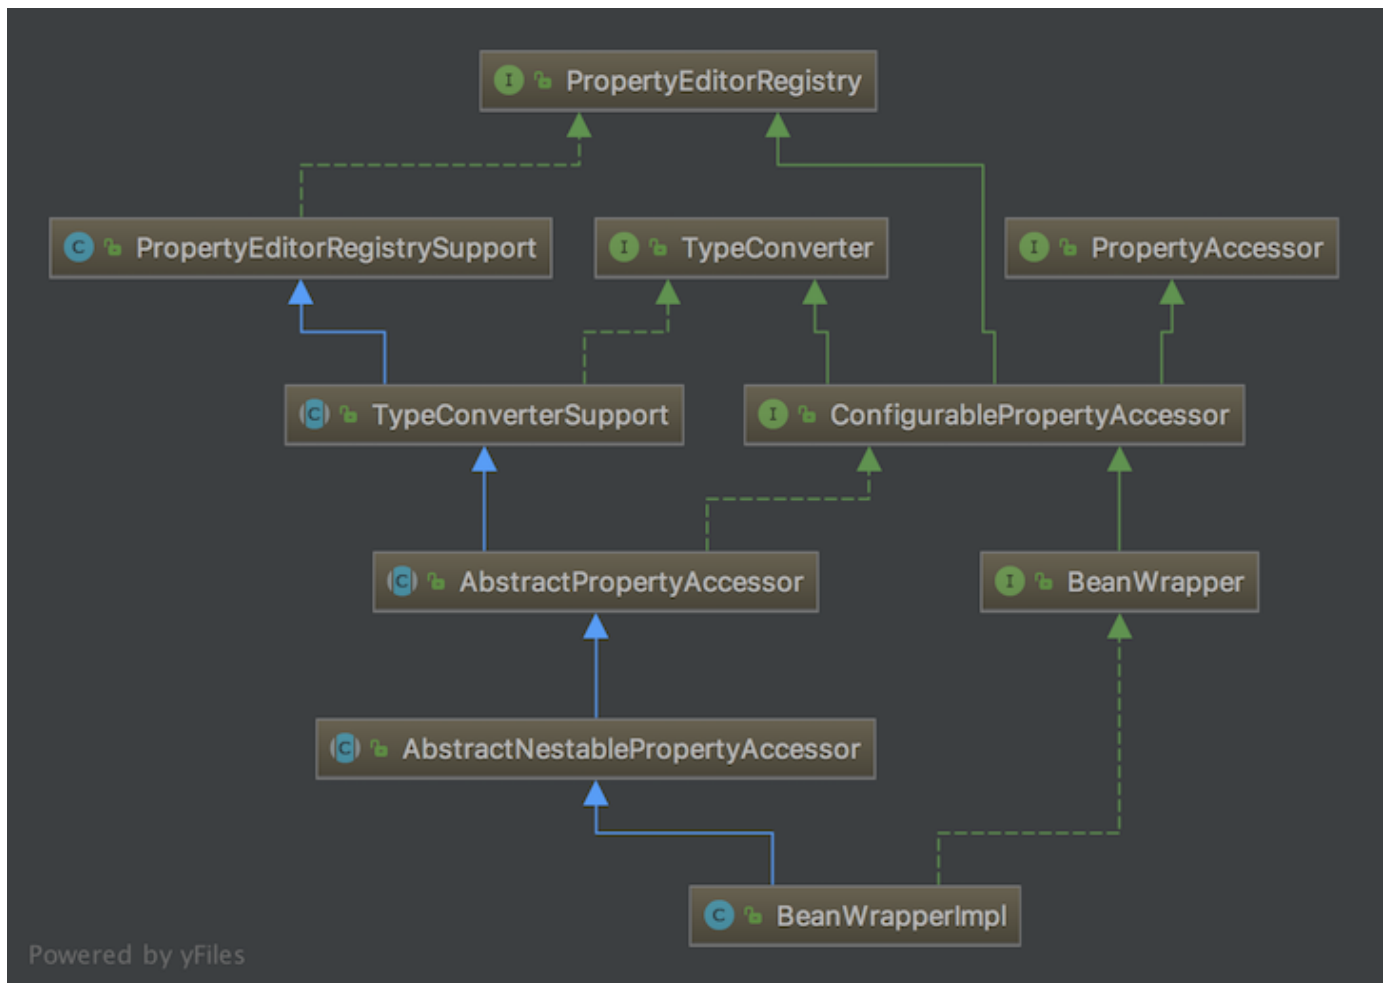 I PropertyEditorRegistry
C PropertyEditorRegistrySupport
I TypeConverter
I PropertyAccessor
C TypeConverterSupport
I ConfigurablePropertyAccessor
C AbstractPropertyAccessor
I BeanWrapper
C AbstractNestablePropertyAccessor
C BeanWrapperImpl
Powered by yFiles